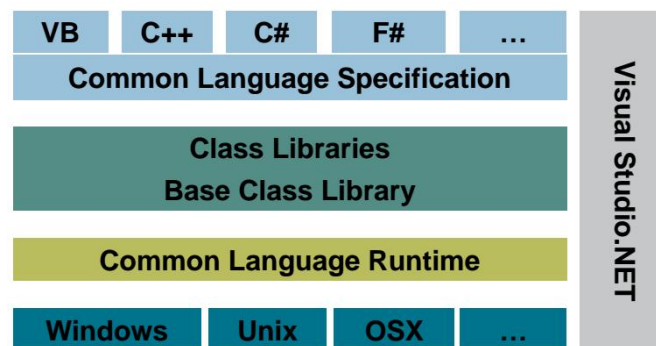 VB C++ C# F# …
Common Language Specification
Class Libraries
Base Class Library
Common Language Runtime
Windows Unix OSX …
Visual Studio.NET